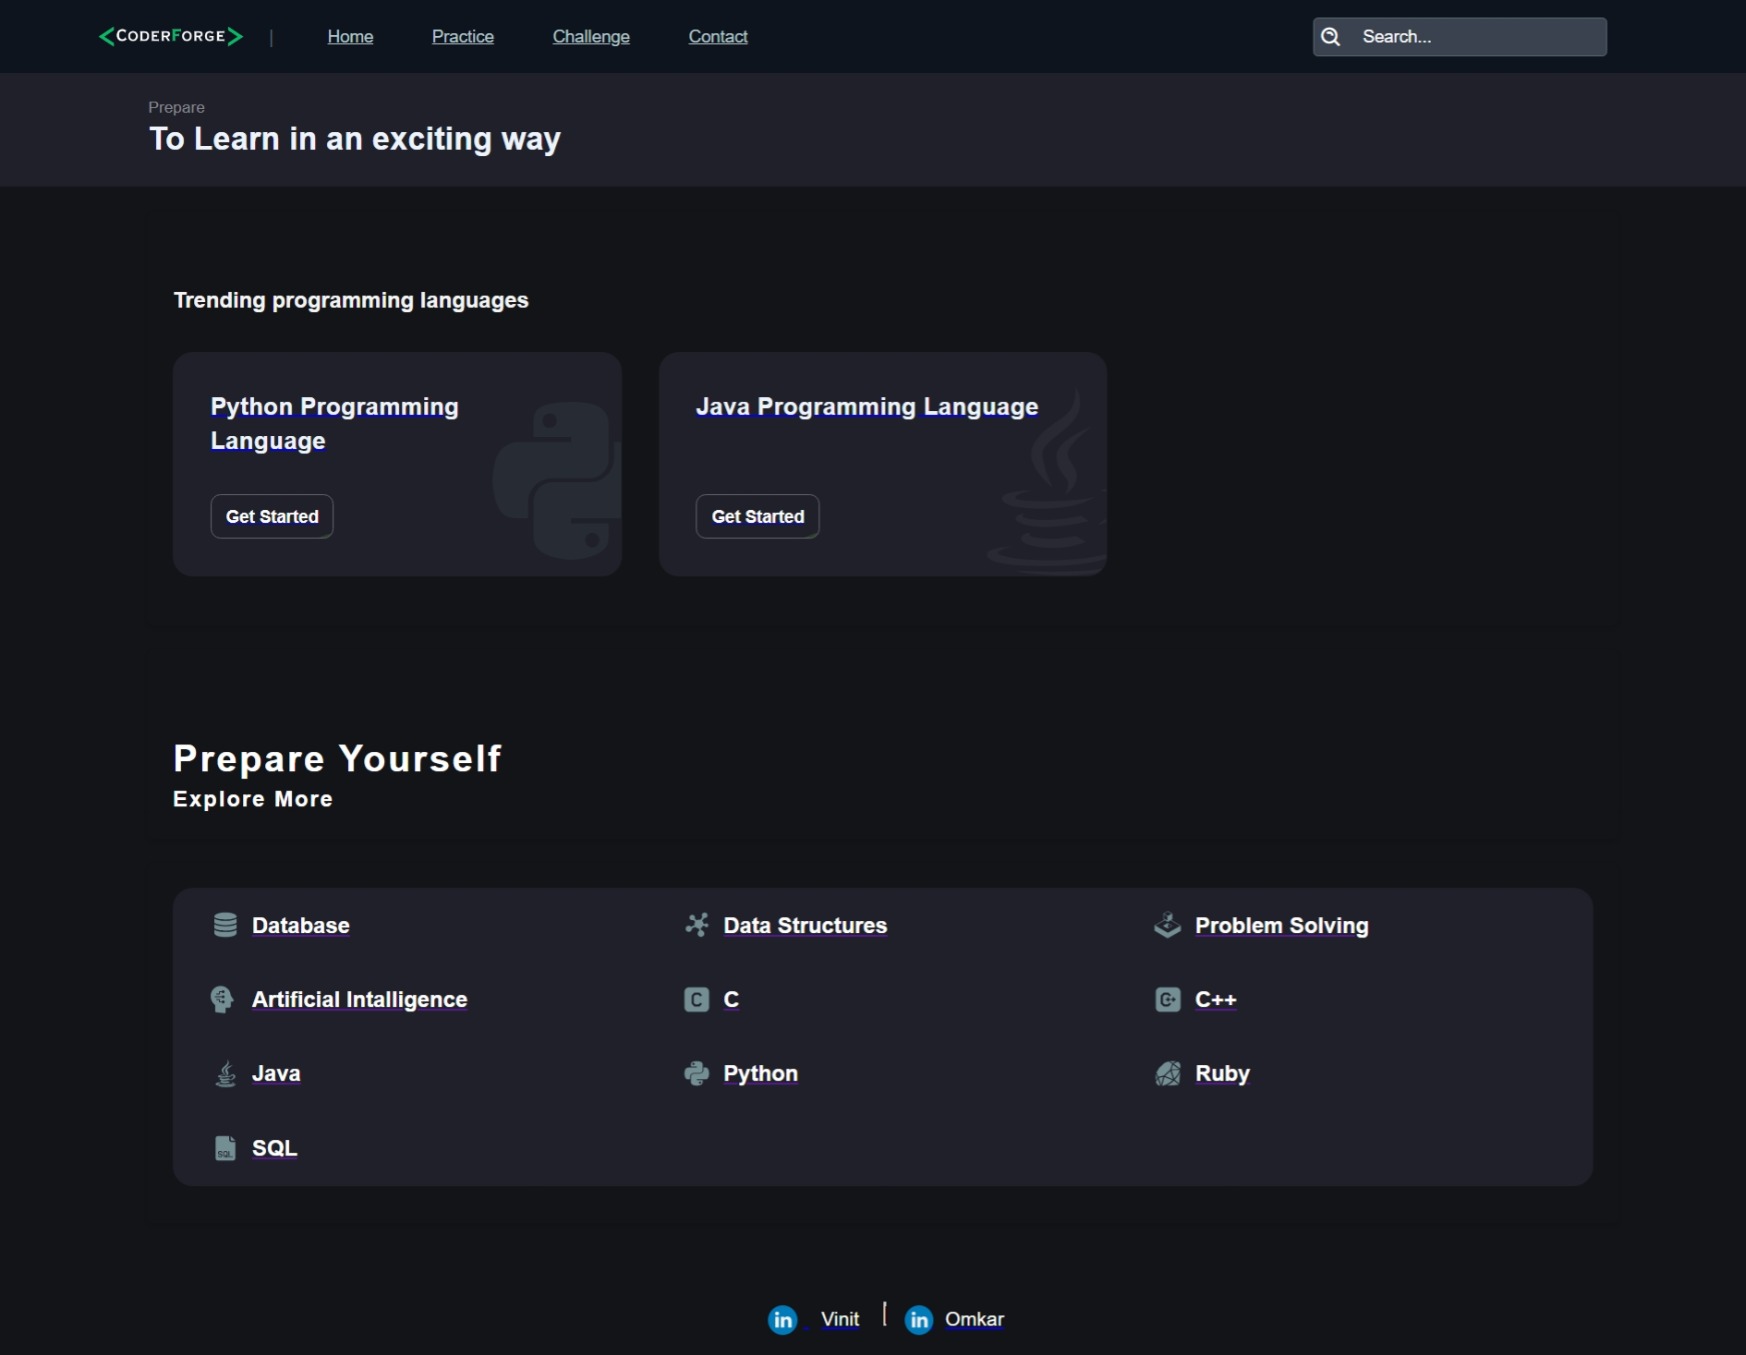 <CODERFORGE> | Home Practice Challenge Contact Search...
Prepare
To Learn in an exciting way
Trending programming languages
Python Programming
Language
Get Started
Java Programming Language
Get Started
Prepare Yourself
Explore More
Database Data Structures Problem Solving
Artificial Intalligence C C C++
Java Python Ruby
SQL SQL
in Vinit | in Omkar